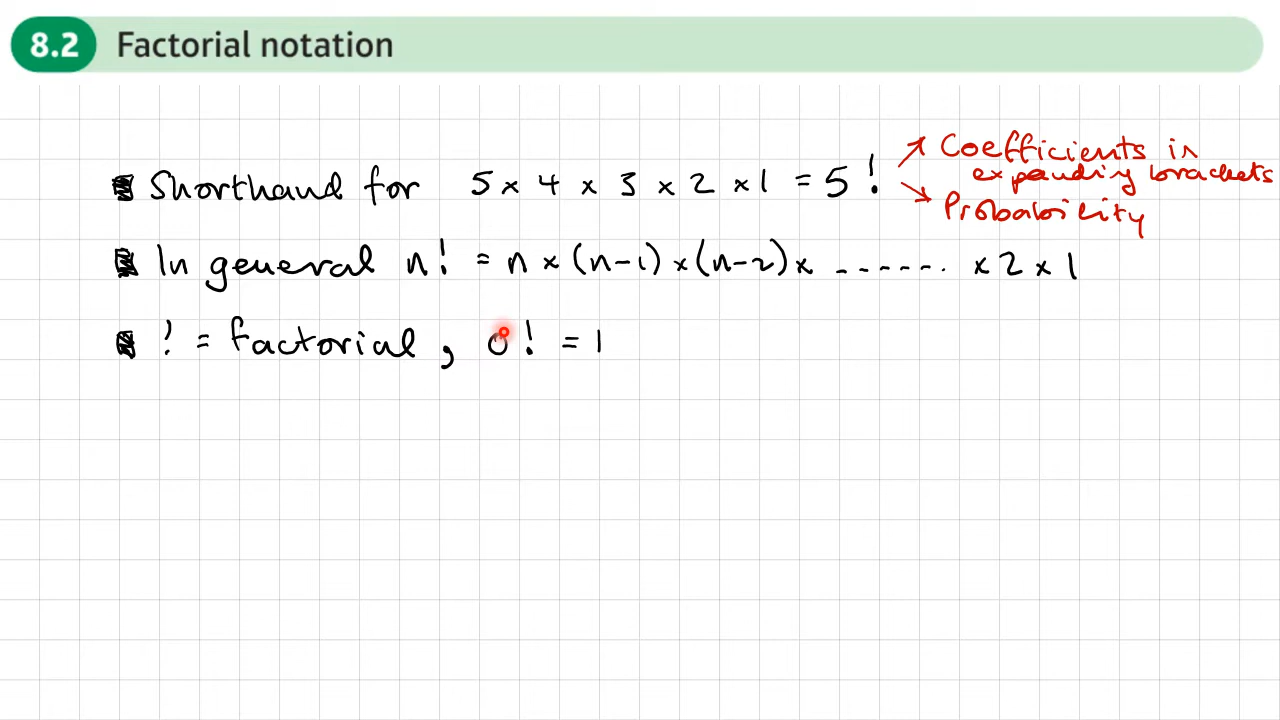 8.2 Factorial notation
Shorthand for 5 × 4 × 3 × 2 × 1 = 5!
Coefficients in
expanding brackets
Probability
In general n! = n × (n-1) × (n-2) × ------- × 2 × 1
! = factorial, 0! = 1